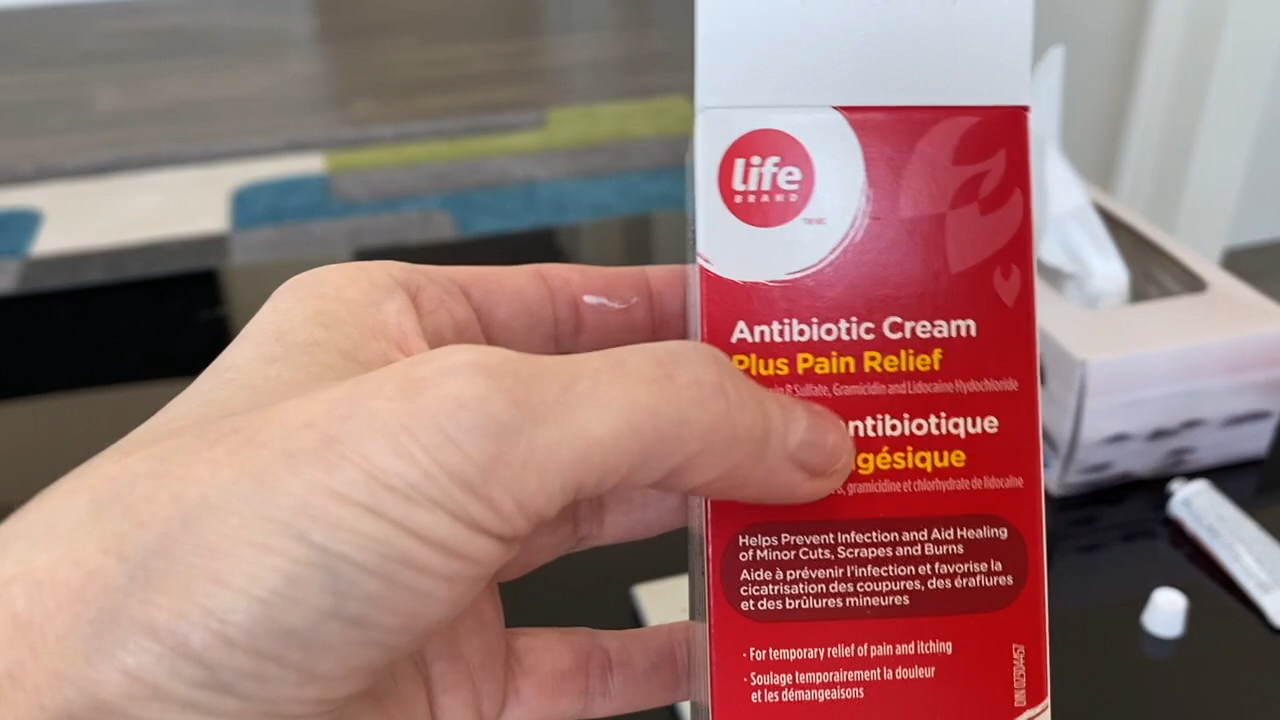 life
BRAND
Antibiotic Cream
Plus Pain Relief
B Sulfate, Gramicidin and Lidocaine Hydochloride
ntibiotique
gésique
, gramicidine et chlorhydrate de lidocaïne
Helps Prevent Infection and Aid Healing
of Minor Cuts, Scrapes and Burns
Aide à prévenir l'infection et favorise la
cicatrisation des coupures, des éraflures
et des brûlures mineures
· For temporary relief of pain and itching
· Soulage temporairement la douleur
et les démangeaisons
DIN 02504457